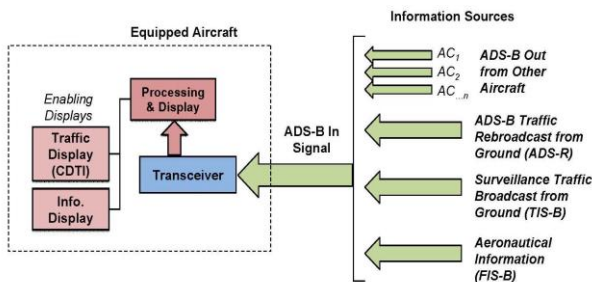 Equipped Aircraft
Enabling
Displays
Processing
& Display
Traffic
Display
(CDTI)
Info.
Display
Transceiver
ADS-B In
Signal
Information Sources
AC1
AC2
AC...n
ADS-B Out
from Other
Aircraft
ADS-B Traffic
Rebroadcast from
Ground (ADS-R)
Surveillance Traffic
Broadcast from
Ground (TIS-B)
Aeronautical
Information
(FIS-B)